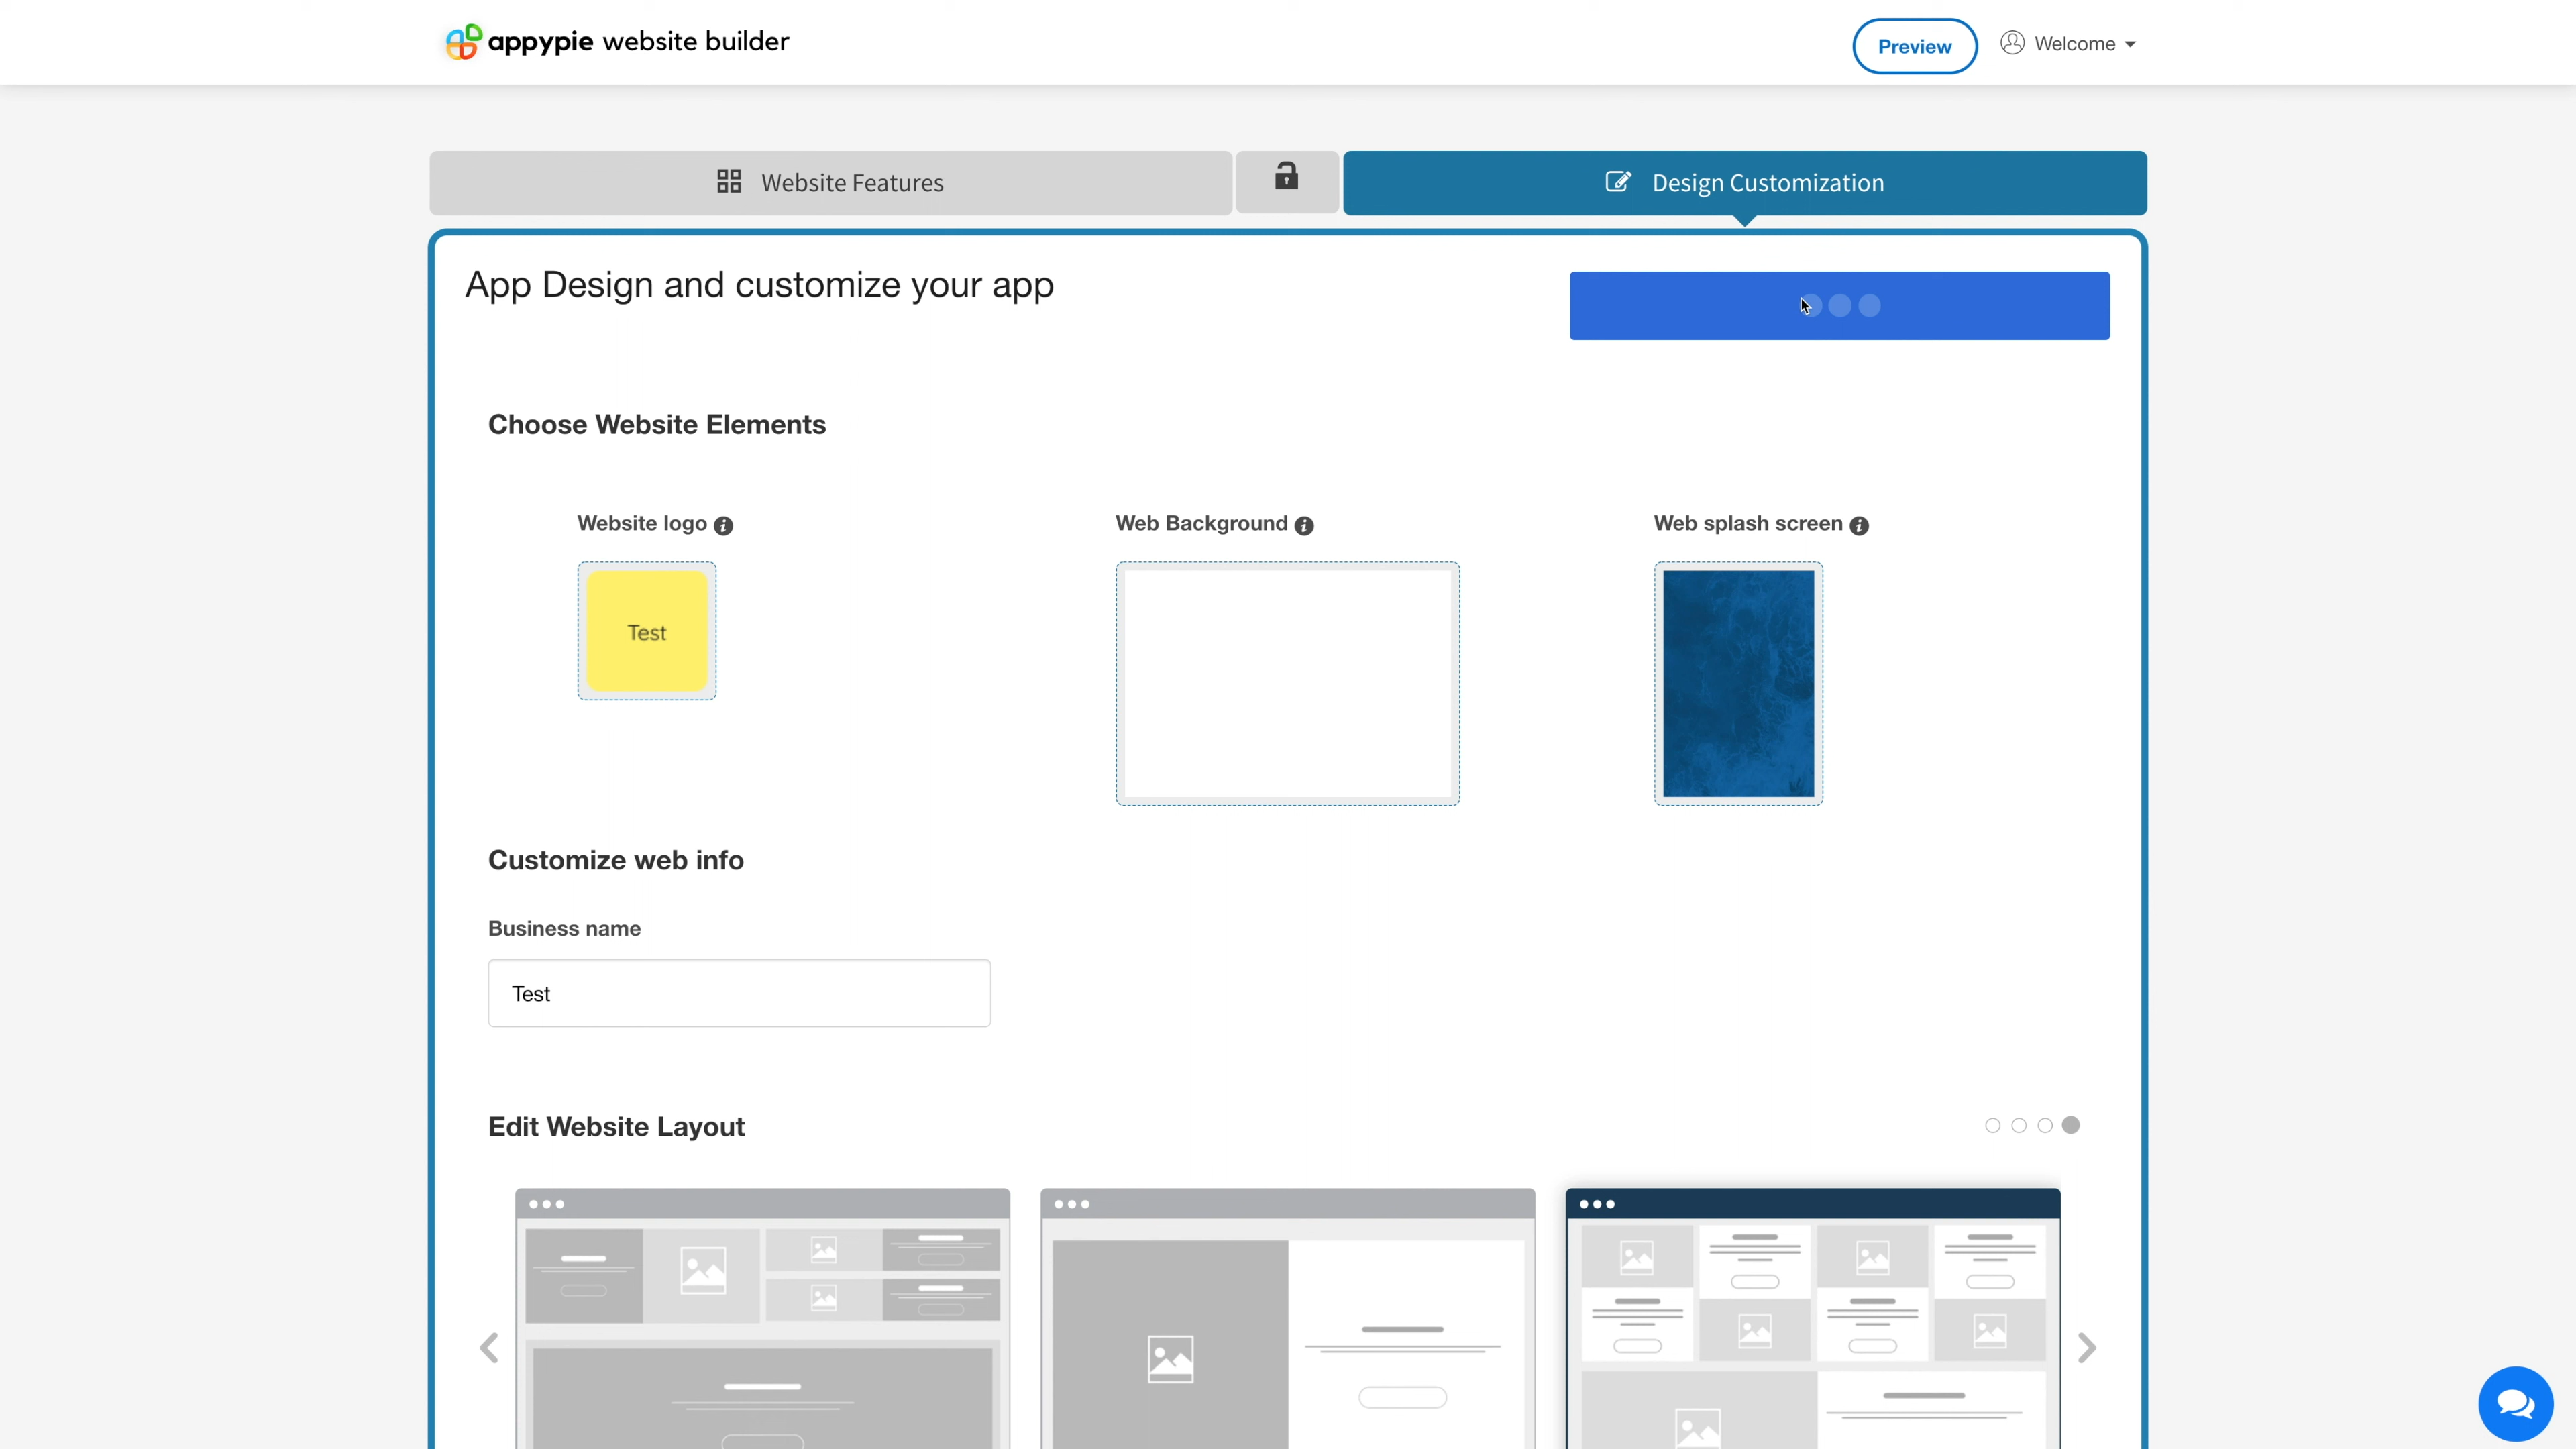 appypie website builder
Preview
Welcome
Website Features
Design Customization
App Design and customize your app
Choose Website Elements
Website logo
Web Background
Web splash screen
Test
Customize web info
Business name
Test
Edit Website Layout